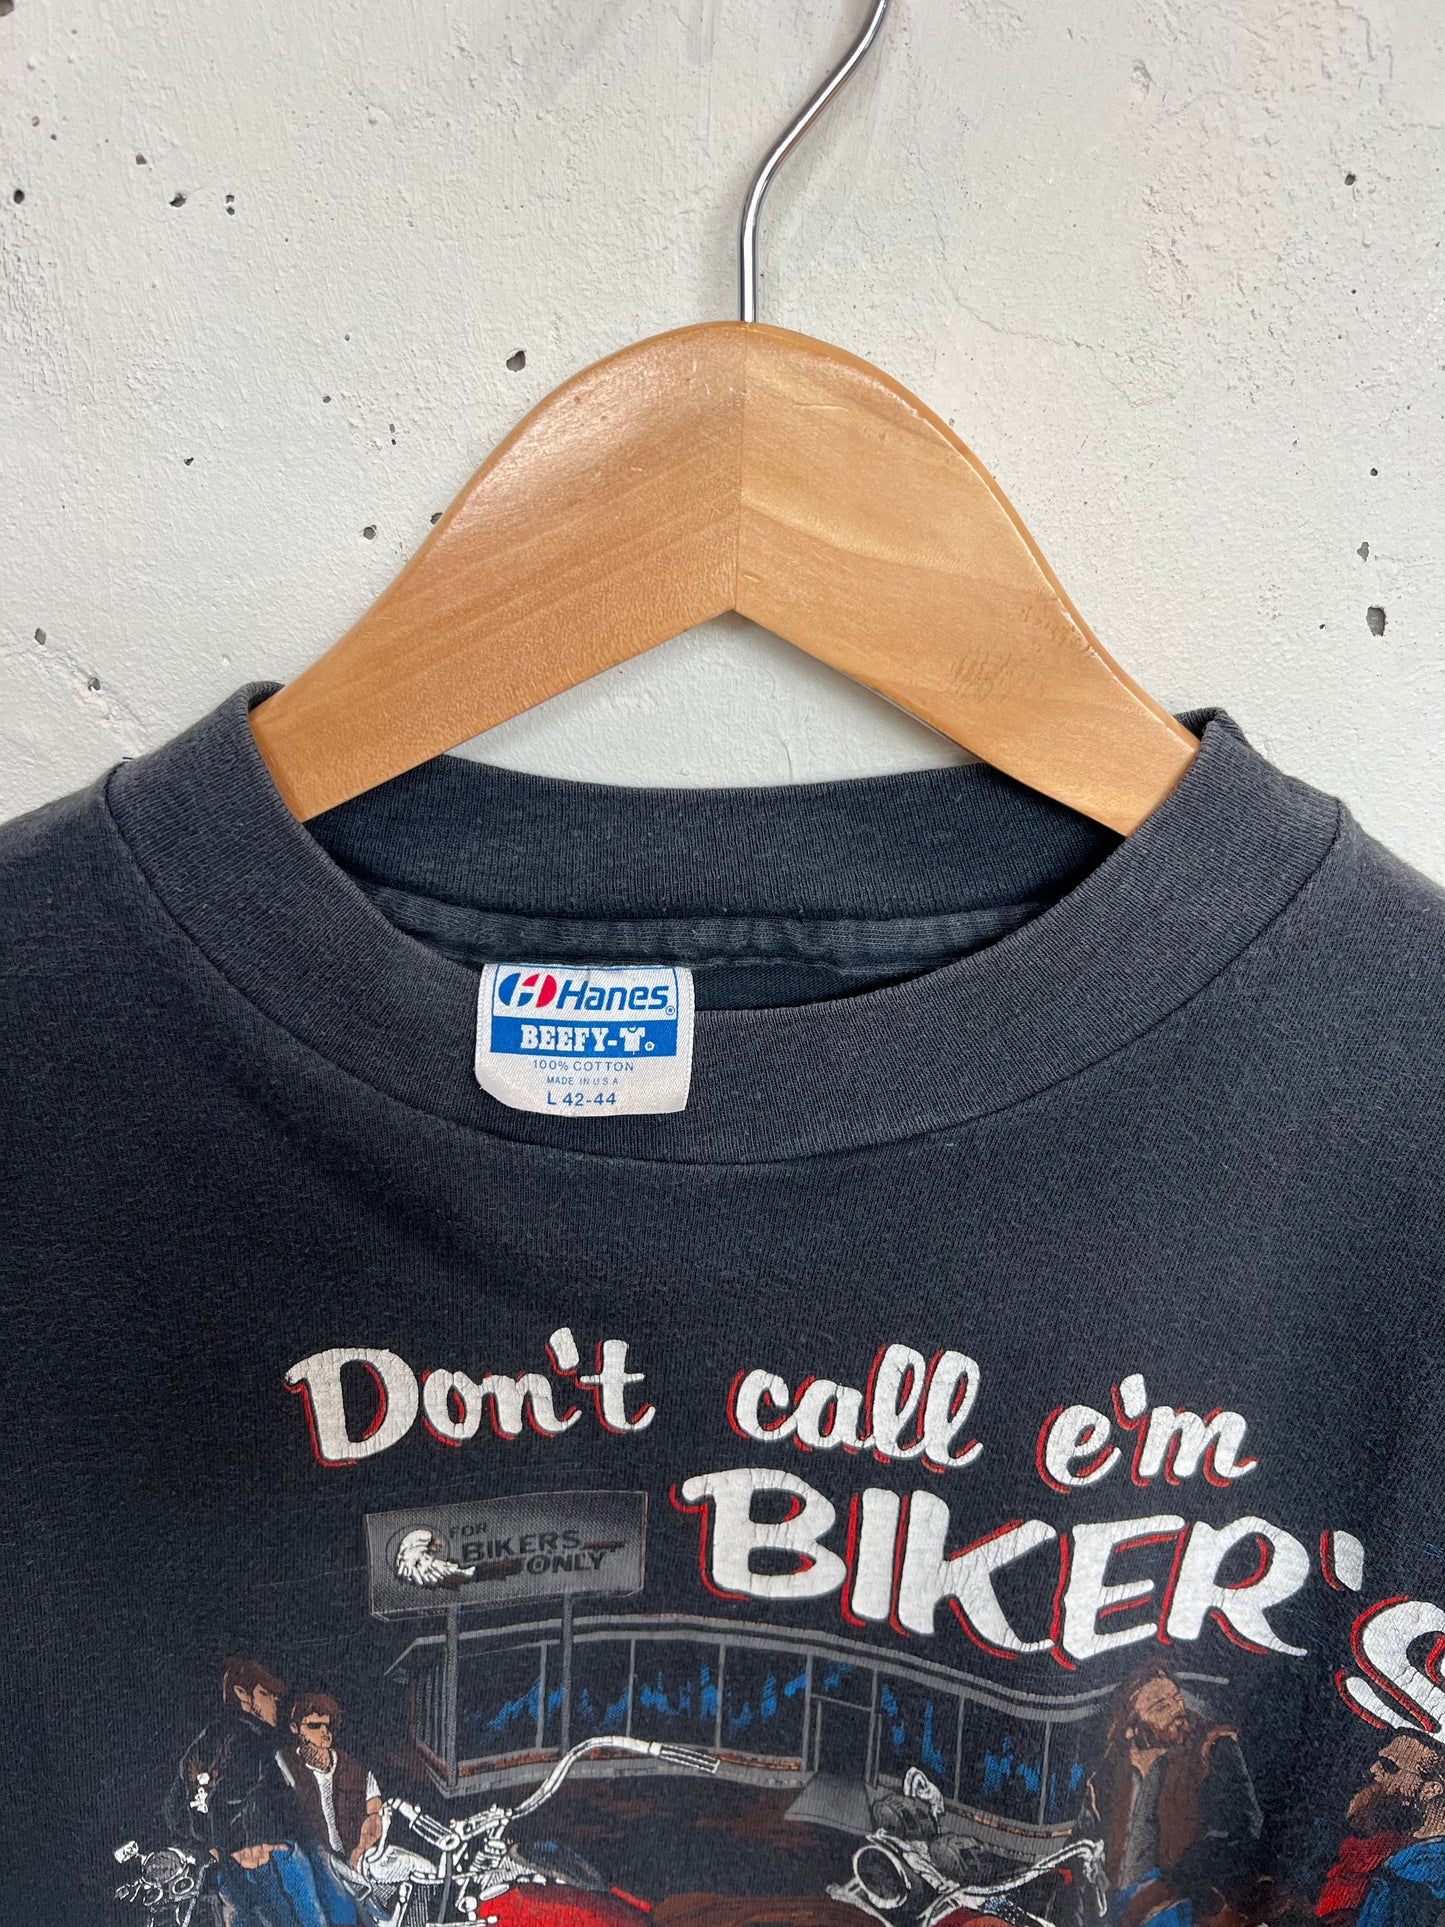 Hanes®
BEEFY-T®
100% COTTON
MADE IN U.S.A
L 42-44
Don't call e'm
BIKER'S
FOR
BIKERS
ONLY